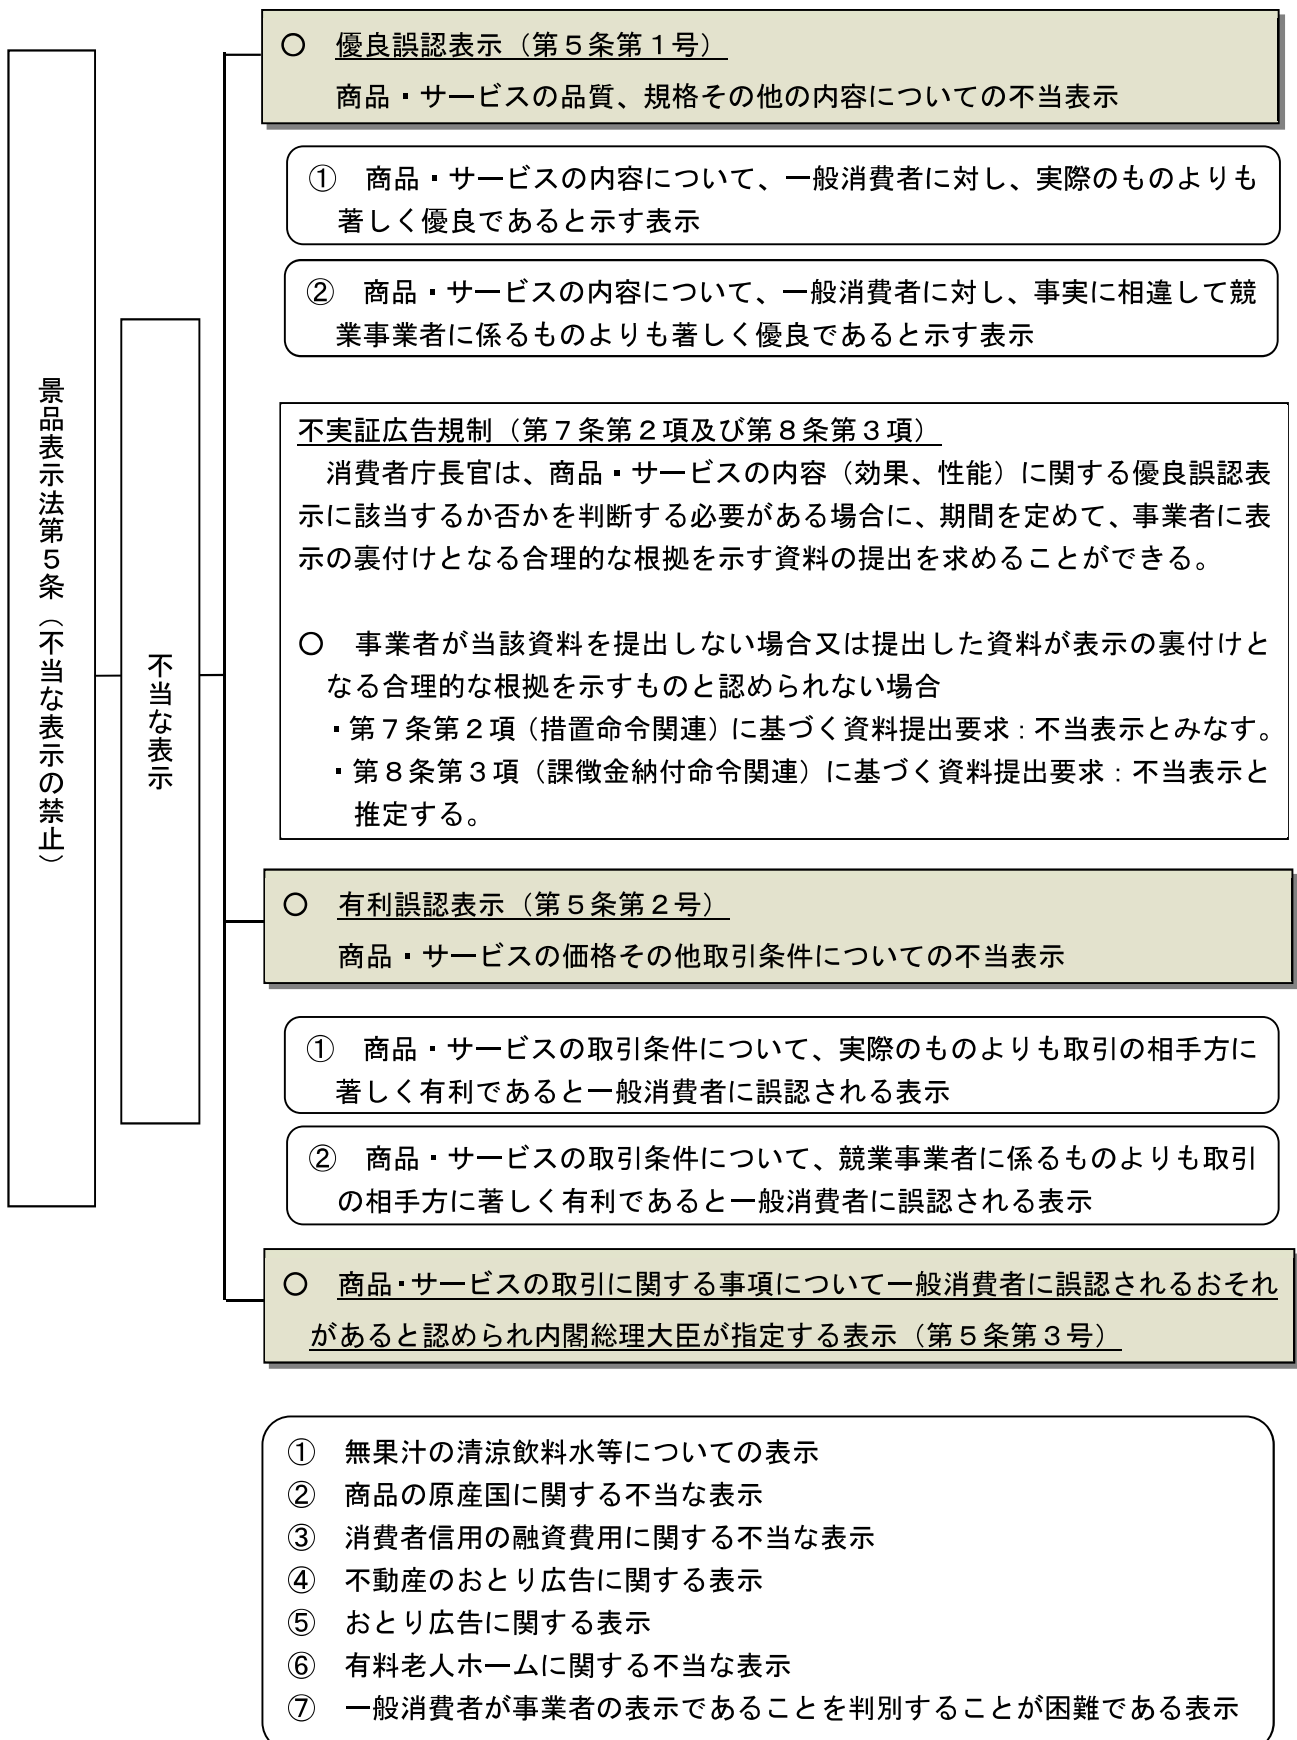 景品表示法第５条（不当な表示の禁止）
不当な表示
○　優良誤認表示（第５条第１号）
商品・サービスの品質、規格その他の内容についての不当表示
①　商品・サービスの内容について、一般消費者に対し、実際のものよりも
著しく優良であると示す表示
②　商品・サービスの内容について、一般消費者に対し、事実に相違して競
業事業者に係るものよりも著しく優良であると示す表示
不実証広告規制（第７条第２項及び第８条第３項）
消費者庁長官は、商品・サービスの内容（効果、性能）に関する優良誤認表
示に該当するか否かを判断する必要がある場合に、期間を定めて、事業者に表
示の裏付けとなる合理的な根拠を示す資料の提出を求めることができる。
○　事業者が当該資料を提出しない場合又は提出した資料が表示の裏付けと
なる合理的な根拠を示すものと認められない場合
・第７条第２項（措置命令関連）に基づく資料提出要求：不当表示とみなす。
・第８条第３項（課徴金納付命令関連）に基づく資料提出要求：不当表示と
推定する。
○　有利誤認表示（第５条第２号）
商品・サービスの価格その他取引条件についての不当表示
①　商品・サービスの取引条件について、実際のものよりも取引の相手方に
著しく有利であると一般消費者に誤認される表示
②　商品・サービスの取引条件について、競業事業者に係るものよりも取引
の相手方に著しく有利であると一般消費者に誤認される表示
○　商品・サービスの取引に関する事項について一般消費者に誤認されるおそれ
があると認められ内閣総理大臣が指定する表示（第５条第３号）
①　無果汁の清涼飲料水等についての表示
②　商品の原産国に関する不当な表示
③　消費者信用の融資費用に関する不当な表示
④　不動産のおとり広告に関する表示
⑤　おとり広告に関する表示
⑥　有料老人ホームに関する不当な表示
⑦　一般消費者が事業者の表示であることを判別することが困難である表示